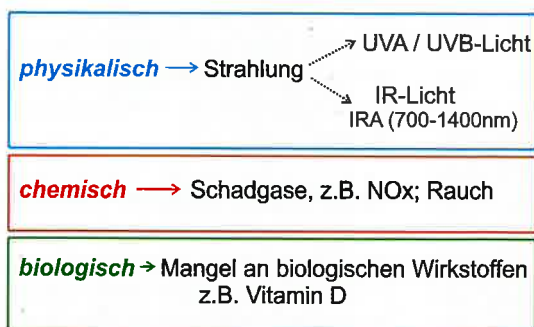 UVA / UVB-Licht
physikalisch → Strahlung
IR-Licht
IRA (700-1400nm)
chemisch → Schadgase, z.B. NOx; Rauch
biologisch → Mangel an biologischen Wirkstoffen
z.B. Vitamin D